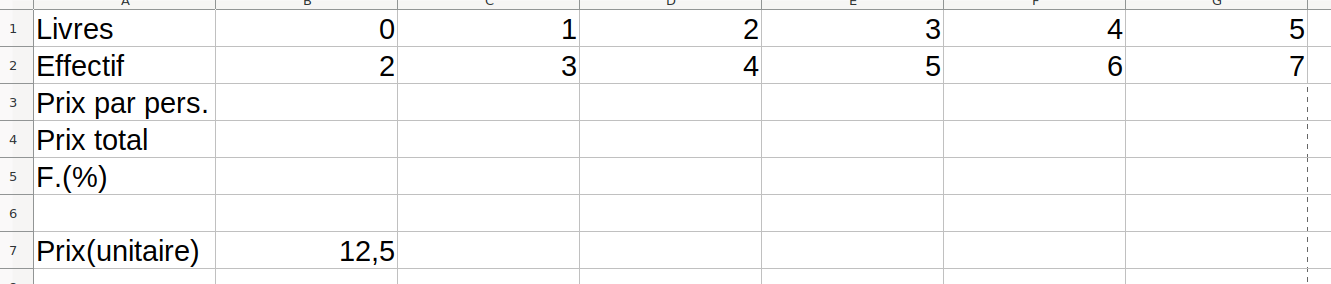 A B C D E F G
1 Livres 0 1 2 3 4 5
2 Effectif 2 3 4 5 6 7
3 Prix par pers.
4 Prix total
5 F.(%)
6
7 Prix(unitaire) 12,5